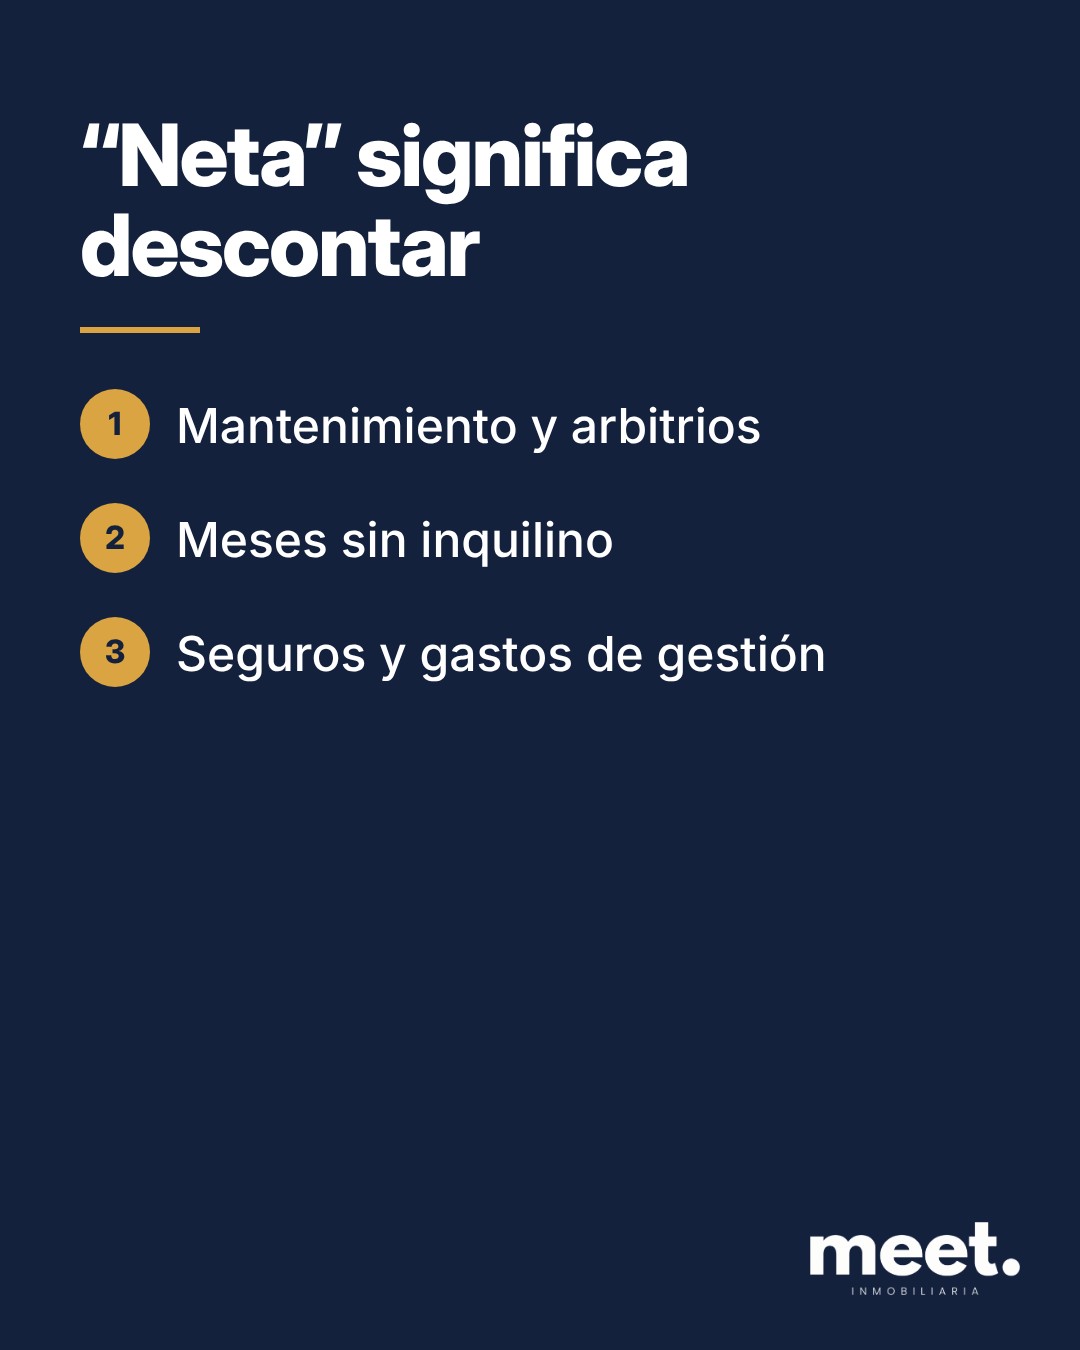 “Neta” significa
descontar
1 Mantenimiento y arbitrios
2 Meses sin inquilino
3 Seguros y gastos de gestión
meet.
INMOBILIARIA